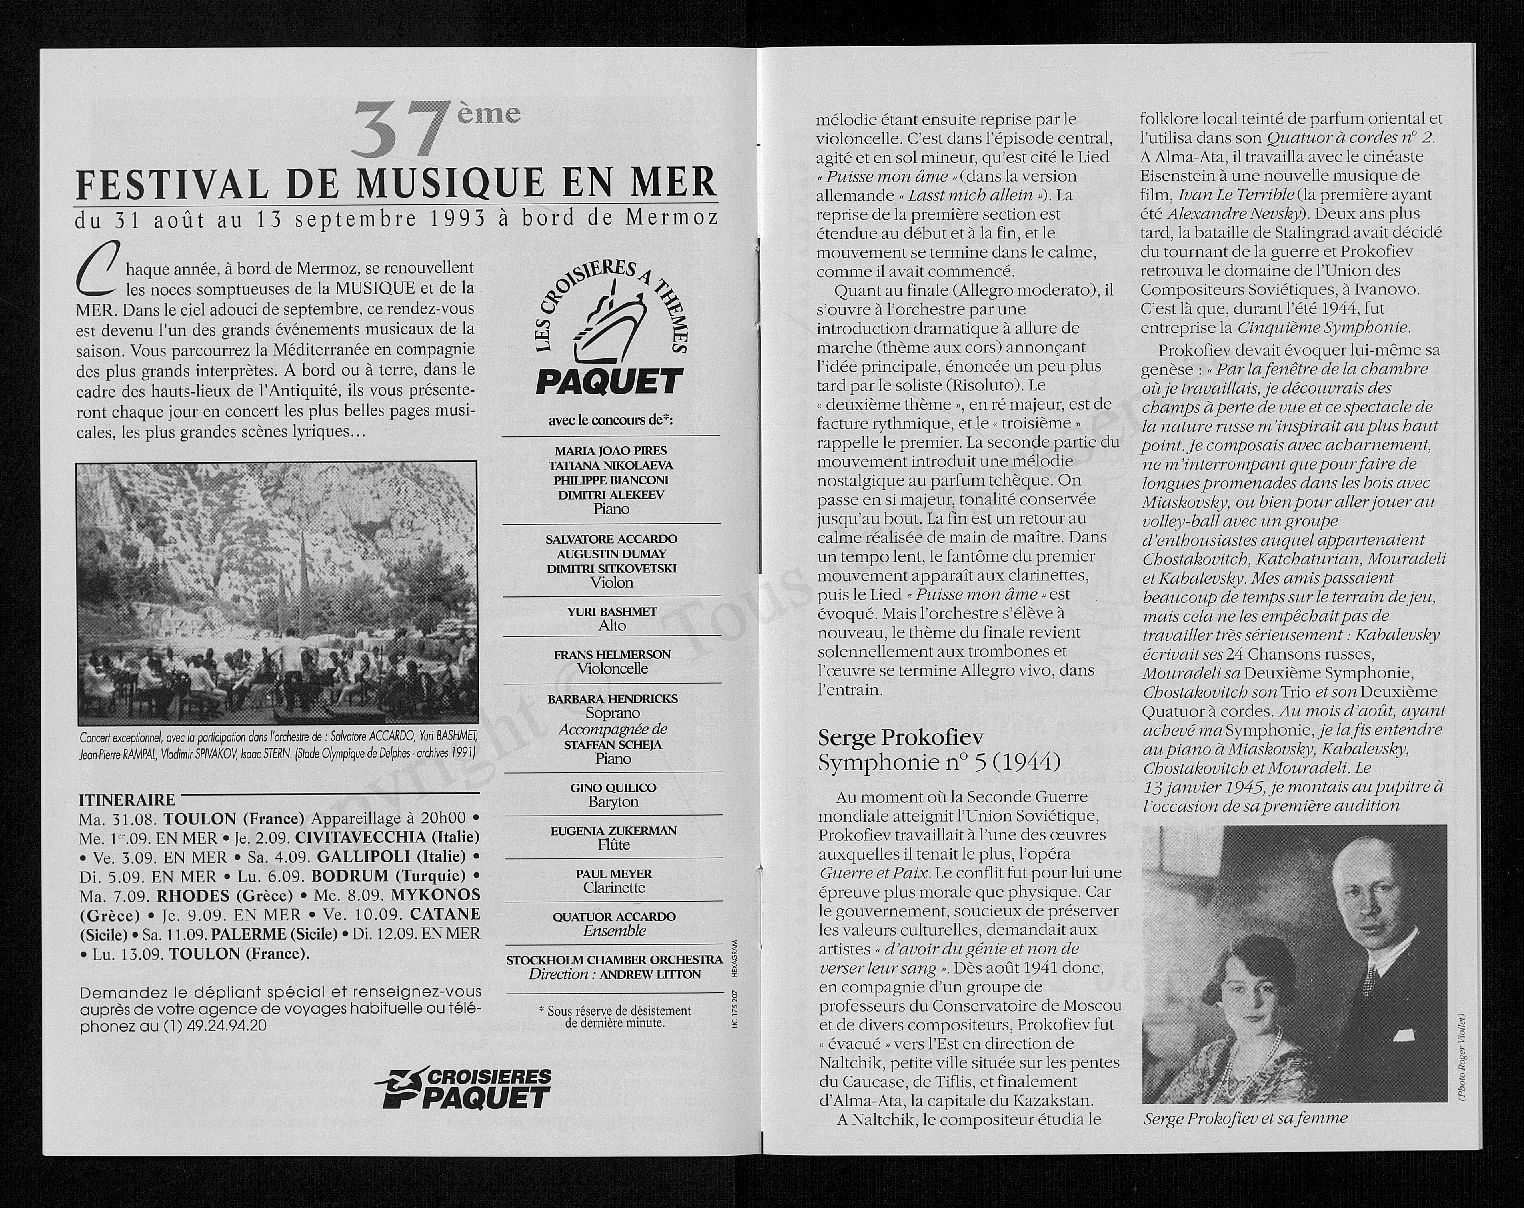 37ème
FESTIVAL DE MUSIQUE EN MER
du 31 août au 13 septembre 1993 à bord de Mermoz
Chaque année, à bord de Mermoz, se renouvellent
les noces somptueuses de la MUSIQUE et de la
MER. Dans le ciel adouci de septembre, ce rendez-vous
est devenu l'un des grands événements musicaux de la
saison. Vous parcourrez la Méditerranée en compagnie
des plus grands interprètes. A bord ou à terre, dans le
cadre des hauts-lieux de l'Antiquité, ils vous présente-
ront chaque jour en concert les plus belles pages musi-
cales, les plus grandes scènes lyriques...
Concert exceptionnel, avec la participation dans l'orchestre de : Salvatore ACCARDO, Yuri BASHMET,
Jean-Pierre RAMPAL, Vladimir SPIVAKOV, Isaac STERN. (Stade Olympique de Delphes - archives 1991)
ITINERAIRE
Ma. 31.08. TOULON (France) Appareillage à 20h00 •
Me. 1er.09. EN MER • Je. 2.09. CIVITAVECCHIA (Italie)
• Ve. 3.09. EN MER • Sa. 4.09. GALLIPOLI (Italie) •
Di. 5.09. EN MER • Lu. 6.09. BODRUM (Turquie) •
Ma. 7.09. RHODES (Grèce) • Me. 8.09. MYKONOS
(Grèce) • Je. 9.09. EN MER • Ve. 10.09. CATANE
(Sicile) • Sa. 11.09. PALERME (Sicile) • Di. 12.09. EN MER
• Lu. 13.09. TOULON (France).
Demandez le dépliant spécial et renseignez-vous
auprès de votre agence de voyages habituelle ou télé-
phonez au (1) 49.24.94.20
LES CROISIERES A THEMES
PAQUET
avec le concours de*:
MARIA JOAO PIRES
TATIANA NIKOLAEVA
PHILIPPE BIANCONI
DIMITRI ALEKEEV
Piano
SALVATORE ACCARDO
AUGUSTIN DUMAY
DIMITRI SITKOVETSKI
Violon
YURI BASHMET
Alto
FRANS HELMERSON
Violoncelle
BARBARA HENDRICKS
Soprano
Accompagnée de
STAFFAN SCHEJA
Piano
GINO QUILICO
Baryton
EUGENIA ZUKERMAN
Flûte
PAUL MEYER
Clarinette
QUATUOR ACCARDO
Ensemble
STOCKHOLM CHAMBER ORCHESTRA
Direction : ANDREW LITTON
* Sous réserve de désistement
de dernière minute.
LIC 175 207 HEXAGRAM
CROISIERES
PAQUET
mélodie étant ensuite reprise par le
violoncelle. C'est dans l'épisode central,
agité et en sol mineur, qu'est cité le Lied
« Puisse mon âme » (dans la version
allemande « Lasst mich allein »). La
reprise de la première section est
étendue au début et à la fin, et le
mouvement se termine dans le calme,
comme il avait commencé.
Quant au finale (Allegro moderato), il
s'ouvre à l'orchestre par une
introduction dramatique à allure de
marche (thème aux cors) annonçant
l'idée principale, énoncée un peu plus
tard par le soliste (Risoluto). Le
« deuxième thème », en ré majeur, est de
facture rythmique, et le « troisième »
rappelle le premier. La seconde partie du
mouvement introduit une mélodie
nostalgique au parfum tchèque. On
passe en si majeur, tonalité conservée
jusqu'au bout. La fin est un retour au
calme réalisée de main de maître. Dans
un tempo lent, le fantôme du premier
mouvement apparaît aux clarinettes,
puis le Lied « Puisse mon âme » est
évoqué. Mais l'orchestre s'élève à
nouveau, le thème du finale revient
solennellement aux trombones et
l'œuvre se termine Allegro vivo, dans
l'entrain.
Serge Prokofiev
Symphonie n° 5 (1944)
Au moment où la Seconde Guerre
mondiale atteignit l'Union Soviétique,
Prokofiev travaillait à l'une des œuvres
auxquelles il tenait le plus, l'opéra
Guerre et Paix. Le conflit fut pour lui une
épreuve plus morale que physique. Car
le gouvernement, soucieux de préserver
les valeurs culturelles, demandait aux
artistes « d'avoir du génie et non de
verser leur sang ». Dès août 1941 donc,
en compagnie d'un groupe de
professeurs du Conservatoire de Moscou
et de divers compositeurs, Prokofiev fut
« évacué » vers l'Est en direction de
Naltchik, petite ville située sur les pentes
du Caucase, de Tiflis, et finalement
d'Alma-Ata, la capitale du Kazakstan.
A Naltchik, le compositeur étudia le
folklore local teinté de parfum oriental et
l'utilisa dans son Quatuor à cordes n° 2.
A Alma-Ata, il travailla avec le cinéaste
Eisenstein à une nouvelle musique de
film, Ivan Le Terrible (la première ayant
été Alexandre Nevsky). Deux ans plus
tard, la bataille de Stalingrad avait décidé
du tournant de la guerre et Prokofiev
retrouva le domaine de l'Union des
Compositeurs Soviétiques, à Ivanovo.
C'est là que, durant l'été 1944, fut
entreprise la Cinquième Symphonie.
Prokofiev devait évoquer lui-même sa
genèse : « Par la fenêtre de la chambre
où je travaillais, je découvrais des
champs à perte de vue et ce spectacle de
la nature russe m'inspirait au plus haut
point. Je composais avec acharnement,
ne m'interrompant que pour faire de
longues promenades dans les bois avec
Miaskovsky, ou bien pour aller jouer au
volley-ball avec un groupe
d'enthousiastes auquel appartenaient
Chostakovitch, Katchaturian, Mouradeli
et Kabalevsky. Mes amis passaient
beaucoup de temps sur le terrain de jeu,
mais cela ne les empêchait pas de
travailler très sérieusement : Kabalevsky
écrivait ses 24 Chansons russes,
Mouradeli sa Deuxième Symphonie,
Chostakovitch son Trio et son Deuxième
Quatuor à cordes. Au mois d'août, ayant
achevé ma Symphonie, je la fis entendre
au piano à Miaskovsky, Kabalevsky,
Chostakovitch et Mouradeli. Le
13 janvier 1945, je montais au pupitre à
l'occasion de sa première audition
(Photo Roger Viollet)
Serge Prokofiev et sa femme